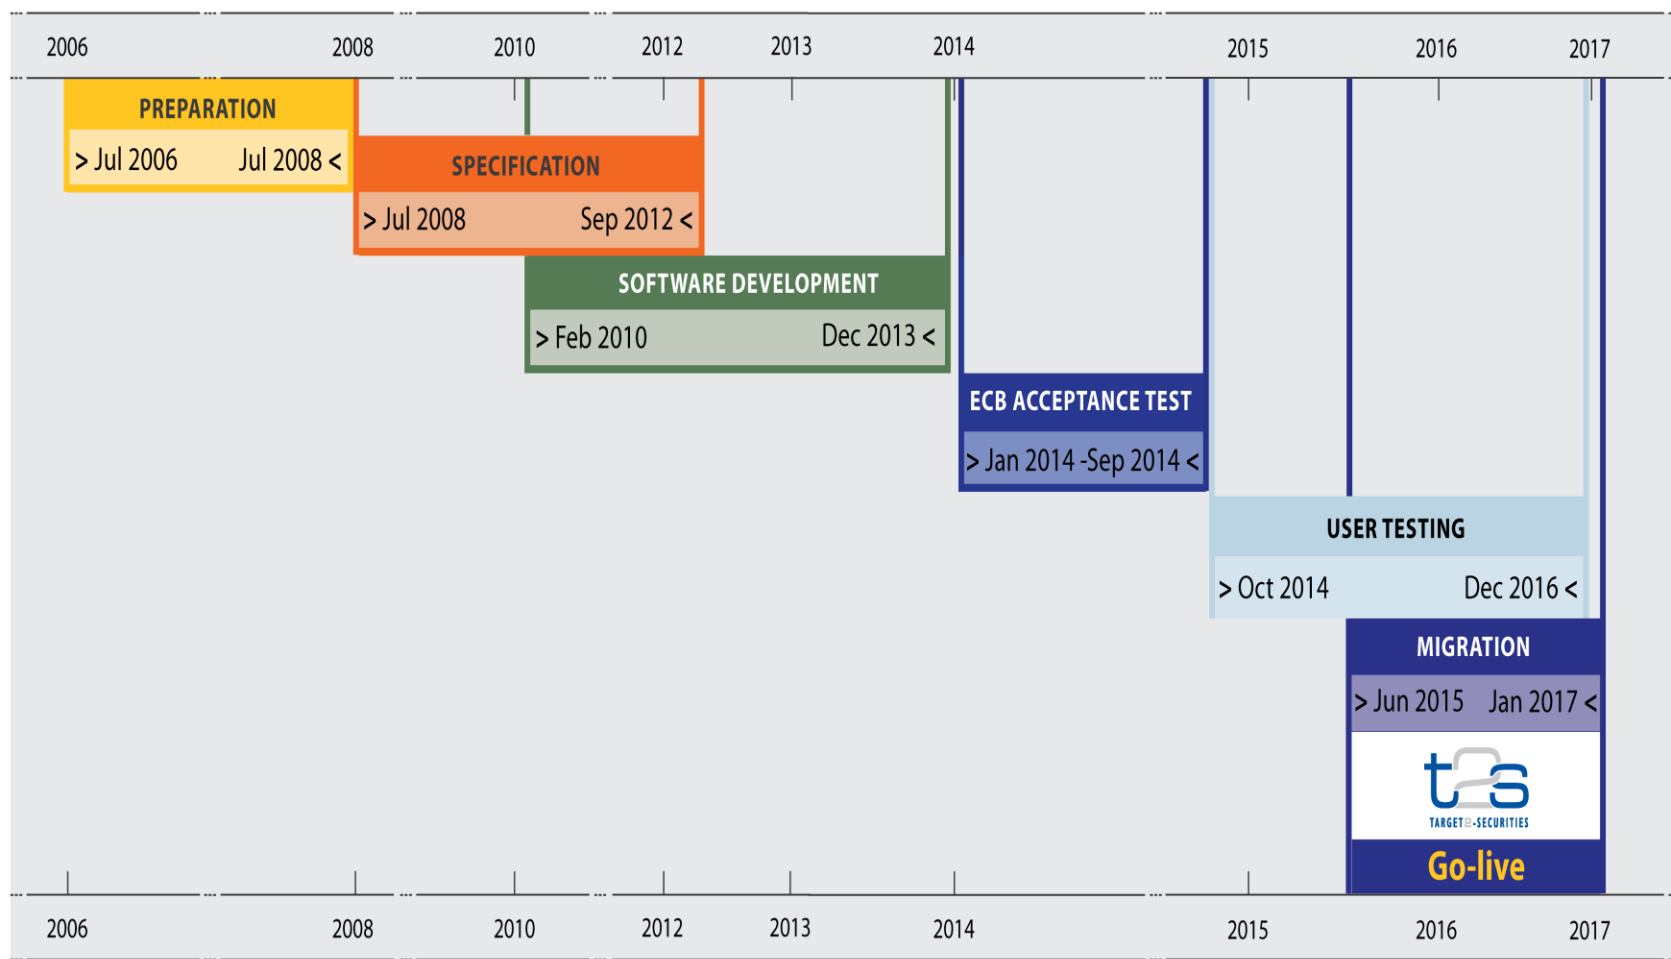 2006 2008 2010 2012 2013 2014 2015 2016 2017
PREPARATION
> Jul 2006 Jul 2008 <
SPECIFICATION
> Jul 2008 Sep 2012 <
SOFTWARE DEVELOPMENT
> Feb 2010 Dec 2013 <
ECB ACCEPTANCE TEST
> Jan 2014 -Sep 2014 <
USER TESTING
> Oct 2014 Dec 2016 <
MIGRATION
> Jun 2015 Jan 2017 <
t2s
TARGET2-SECURITIES
Go-live
2006 2008 2010 2012 2013 2014 2015 2016 2017